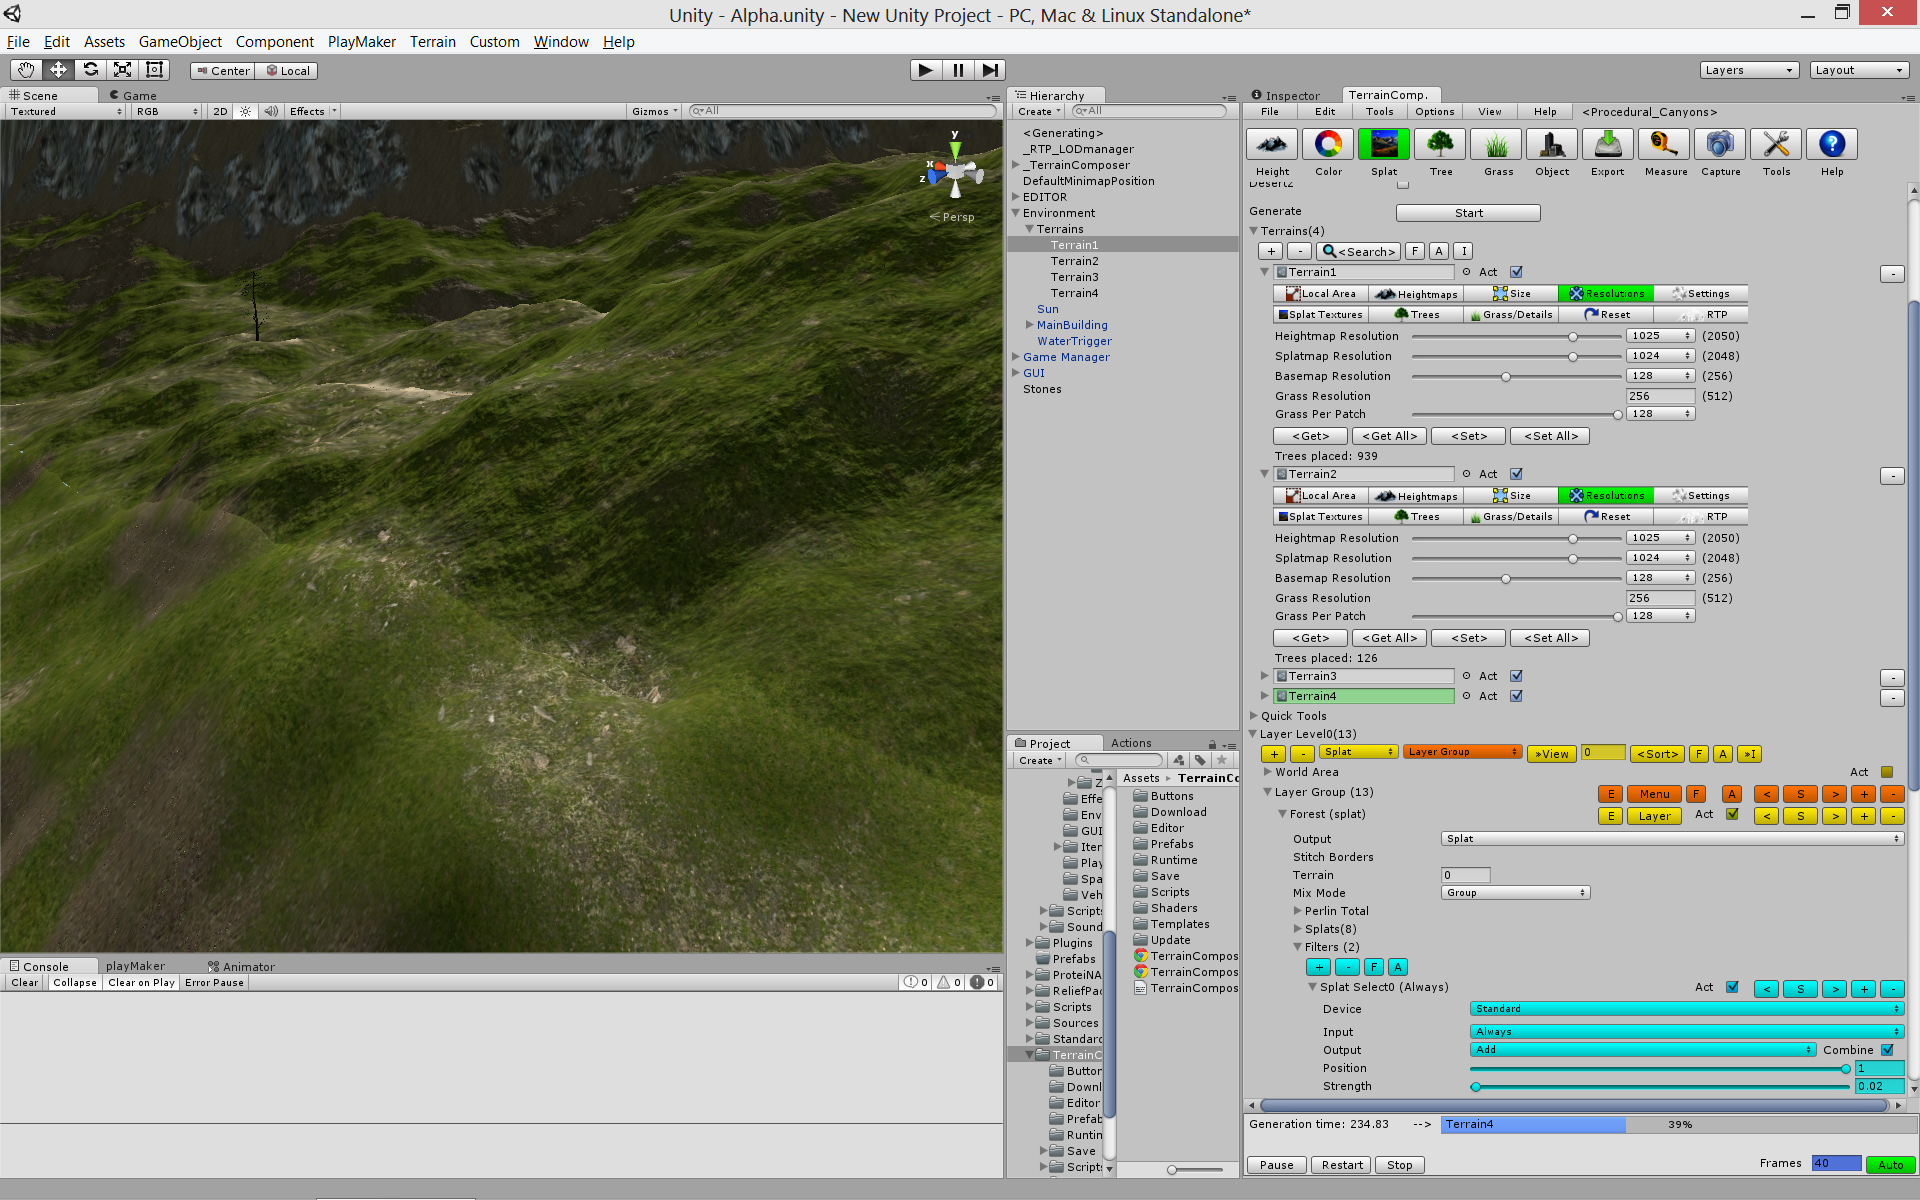 Unity - Alpha.unity - New Unity Project - PC, Mac & Linux Standalone*
File Edit Assets GameObject Component PlayMaker Terrain Custom Window Help
Center Local
Layers Layout
Scene Game
Textured RGB 2D Effects Gizmos All
y
x
z
Persp
Console playMaker Animator
Clear Collapse Clear on Play Error Pause 0 0 0
Hierarchy
Create All
<Generating>
_RTP_LODmanager
_TerrainComposer
DefaultMinimapPosition
EDITOR
Environment
Terrains
Terrain1
Terrain2
Terrain3
Terrain4
Sun
MainBuilding
WaterTrigger
Game Manager
GUI
Stones
Project Actions
Create
Z
Effe
Env
GUI
Iter
Play
Spa
Veh
Scripts
Sound
Plugins
Prefabs
ProteiNA
ReliefPac
Scripts
Sources
Standard
TerrainC
Button
Downl
Editor
Prefab
Runtin
Save
Scripts
Assets TerrainCo
Buttons
Download
Editor
Prefabs
Runtime
Save
Scripts
Shaders
Templates
Update
TerrainCompos
TerrainCompos
TerrainCompos
Inspector TerrainComp.
File Edit Tools Options View Help <Procedural_Canyons>
Height Color Splat Tree Grass Object Export Measure Capture Tools Help
Desert2
Generate Start
Terrains(4)
+ - <Search> F A I
Terrain1 Act -
Local Area Heightmaps Size Resolutions Settings
Splat Textures Trees Grass/Details Reset RTP
Heightmap Resolution 1025 (2050)
Splatmap Resolution 1024 (2048)
Basemap Resolution 128 (256)
Grass Resolution 256 (512)
Grass Per Patch 128
<Get> <Get All> <Set> <Set All>
Trees placed: 939
Terrain2 Act -
Local Area Heightmaps Size Resolutions Settings
Splat Textures Trees Grass/Details Reset RTP
Heightmap Resolution 1025 (2050)
Splatmap Resolution 1024 (2048)
Basemap Resolution 128 (256)
Grass Resolution 256 (512)
Grass Per Patch 128
<Get> <Get All> <Set> <Set All>
Trees placed: 126
Terrain3 Act -
Terrain4 Act -
Quick Tools
Layer Level0(13)
+ - Splat Layer Group »View 0 <Sort> F A »I
World Area Act
Layer Group (13) E Menu F A < S > + -
Forest (splat) E Layer Act < S > + -
Output Splat
Stitch Borders
Terrain 0
Mix Mode Group
Perlin Total
Splats(8)
Filters (2)
+ - F A
Splat Select0 (Always) Act < S > + -
Device Standard
Input Always
Output Add Combine
Position 1
Strength 0.02
Generation time: 234.83 --> Terrain4 39%
Pause Restart Stop Frames 40 Auto